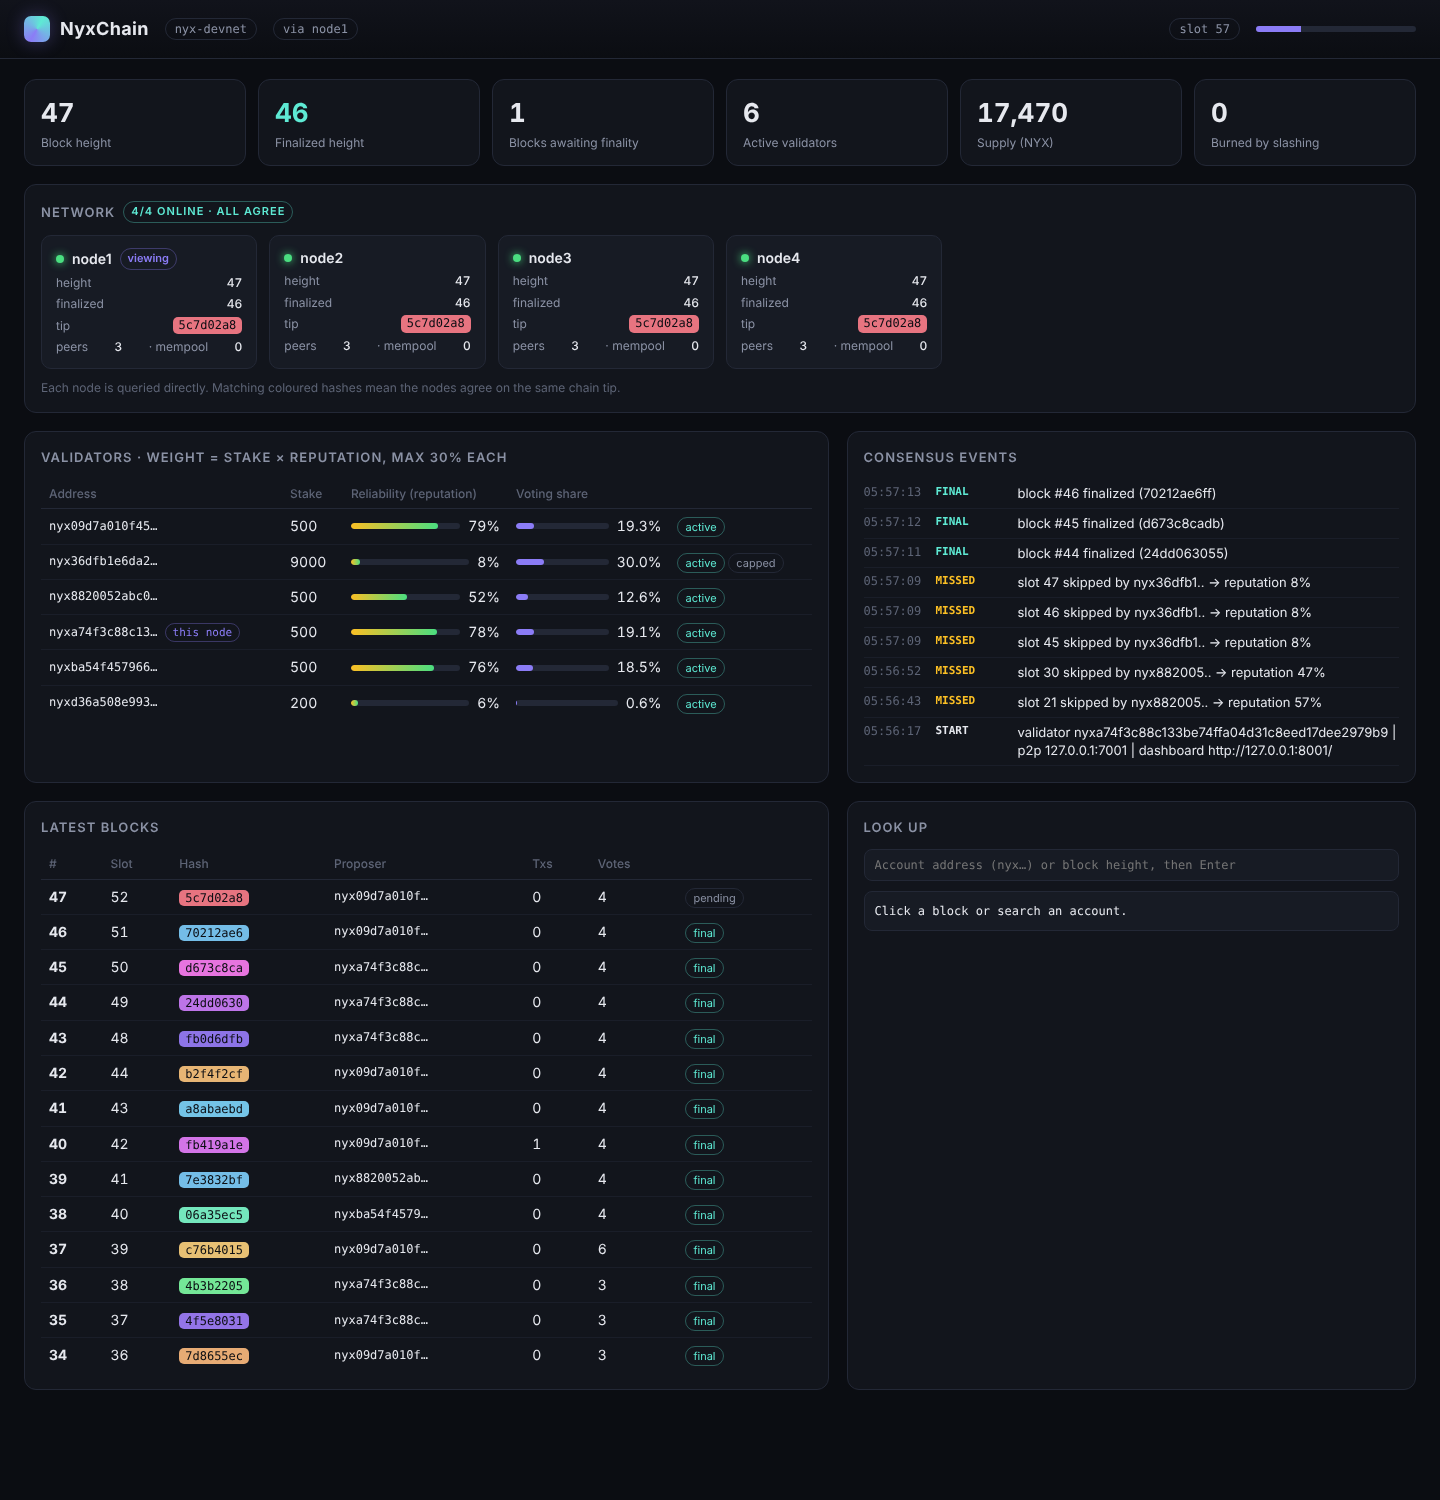 NyxChain nyx-devnet via node1 slot 57
47 46 1 6 17,470 0
Block height Finalized height Blocks awaiting finality Active validators Supply (NYX) Burned by slashing
NETWORK 4/4 ONLINE · ALL AGREE
node1 viewing
height 47
finalized 46
tip 5c7d02a8
peers 3 · mempool 0
node2
height 47
finalized 46
tip 5c7d02a8
peers 3 · mempool 0
node3
height 47
finalized 46
tip 5c7d02a8
peers 3 · mempool 0
node4
height 47
finalized 46
tip 5c7d02a8
peers 3 · mempool 0
Each node is queried directly. Matching coloured hashes mean the nodes agree on the same chain tip.
VALIDATORS · WEIGHT = STAKE × REPUTATION, MAX 30% EACH
Address Stake Reliability (reputation) Voting share
nyx09d7a010f45… 500 79% 19.3% active
nyx36dfb1e6da2… 9000 8% 30.0% active capped
nyx8820052abc0… 500 52% 12.6% active
nyxa74f3c88c13… this node 500 78% 19.1% active
nyxba54f457966… 500 76% 18.5% active
nyxd36a508e993… 200 6% 0.6% active
CONSENSUS EVENTS
05:57:13 FINAL block #46 finalized (70212ae6ff)
05:57:12 FINAL block #45 finalized (d673c8cadb)
05:57:11 FINAL block #44 finalized (24dd063055)
05:57:09 MISSED slot 47 skipped by nyx36dfb1.. → reputation 8%
05:57:09 MISSED slot 46 skipped by nyx36dfb1.. → reputation 8%
05:57:09 MISSED slot 45 skipped by nyx36dfb1.. → reputation 8%
05:56:52 MISSED slot 30 skipped by nyx882005.. → reputation 47%
05:56:43 MISSED slot 21 skipped by nyx882005.. → reputation 57%
05:56:17 START validator nyxa74f3c88c133be74ffa04d31c8eed17dee2979b9 |
p2p 127.0.0.1:7001 | dashboard http://127.0.0.1:8001/
LATEST BLOCKS
# Slot Hash Proposer Txs Votes
47 52 5c7d02a8 nyx09d7a010f… 0 4 pending
46 51 70212ae6 nyx09d7a010f… 0 4 final
45 50 d673c8ca nyxa74f3c88c… 0 4 final
44 49 24dd0630 nyxa74f3c88c… 0 4 final
43 48 fb0d6dfb nyxa74f3c88c… 0 4 final
42 44 b2f4f2cf nyx09d7a010f… 0 4 final
41 43 a8abaebd nyx09d7a010f… 0 4 final
40 42 fb419a1e nyx09d7a010f… 1 4 final
39 41 7e3832bf nyx8820052ab… 0 4 final
38 40 06a35ec5 nyxba54f4579… 0 4 final
37 39 c76b4015 nyx09d7a010f… 0 6 final
36 38 4b3b2205 nyxa74f3c88c… 0 3 final
35 37 4f5e8031 nyxa74f3c88c… 0 3 final
34 36 7d8655ec nyx09d7a010f… 0 3 final
LOOK UP
Account address (nyx…) or block height, then Enter
Click a block or search an account.